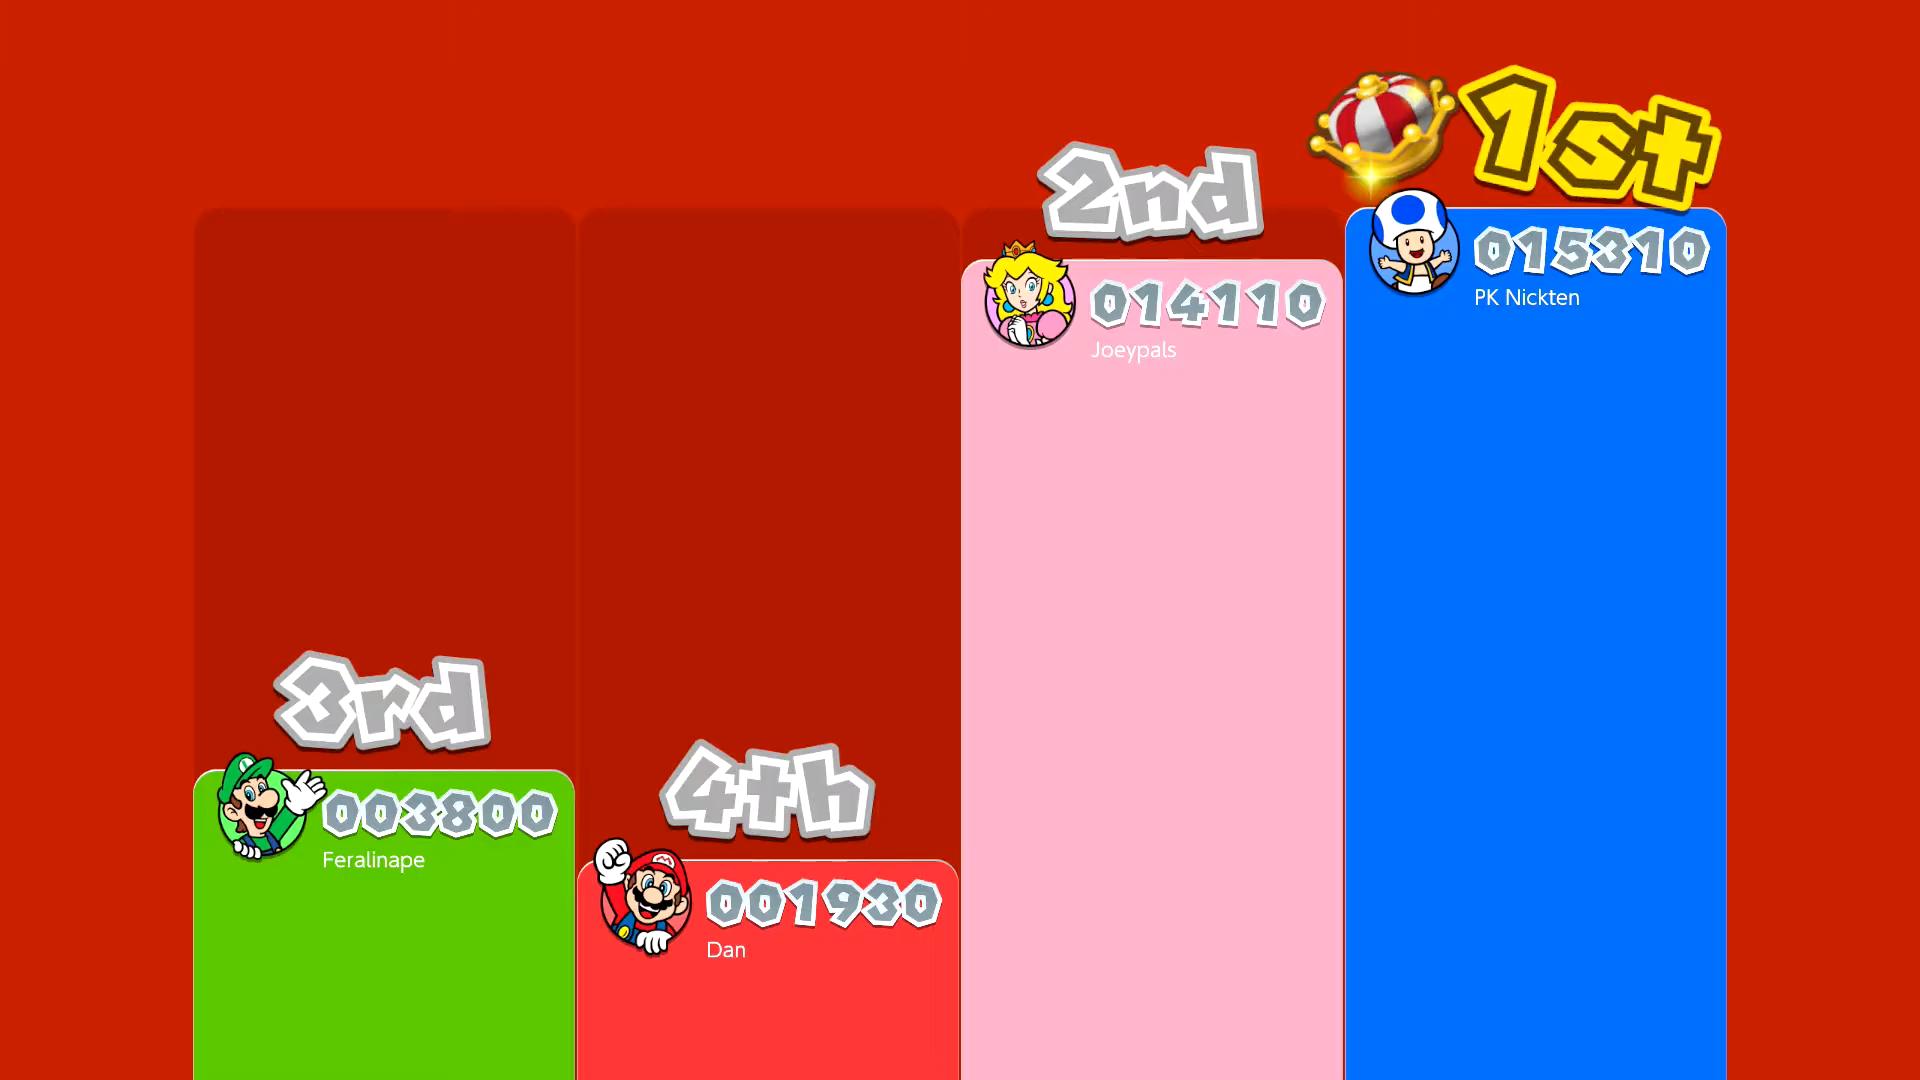 1st
015310
PK Nickten
2nd
014110
Joeypals
3rd
003800
Feralinape
4th
001930
Dan